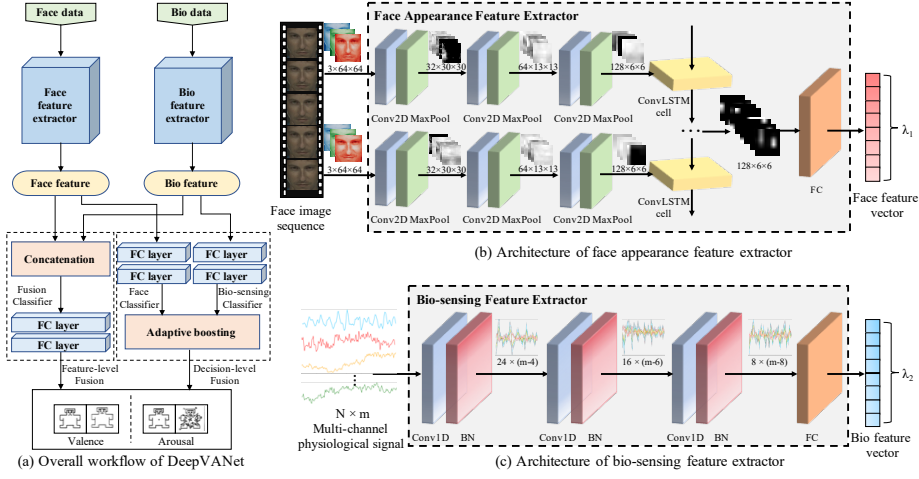 Face data
Bio data
Face
feature
extractor
Bio
feature
extractor
Face feature
Bio feature
Concatenation
FC layer
FC layer
FC layer
FC layer
Fusion
Classifier
Face
Classifier
Bio-sensing
Classifier
FC layer
FC layer
Adaptive boosting
Feature-level
Fusion
Decision-level
Fusion
Valence
Arousal
(a) Overall workflow of DeepVANet
Face Appearance Feature Extractor
3×64×64
32×30×30
64×13×13
128×6×6
Conv2D MaxPool
Conv2D MaxPool
Conv2D MaxPool
ConvLSTM
cell
3×64×64
32×30×30
64×13×13
128×6×6
Conv2D MaxPool
Conv2D MaxPool
Conv2D MaxPool
ConvLSTM
cell
128×6×6
FC
λ1
Face image
sequence
Face feature
vector
(b) Architecture of face appearance feature extractor
Bio-sensing Feature Extractor
24 × (m-4)
16 × (m-6)
8 × (m-8)
N × m
Multi-channel
physiological signal
Conv1D BN
Conv1D BN
Conv1D BN
FC
λ2
Bio feature
vector
(c) Architecture of bio-sensing feature extractor